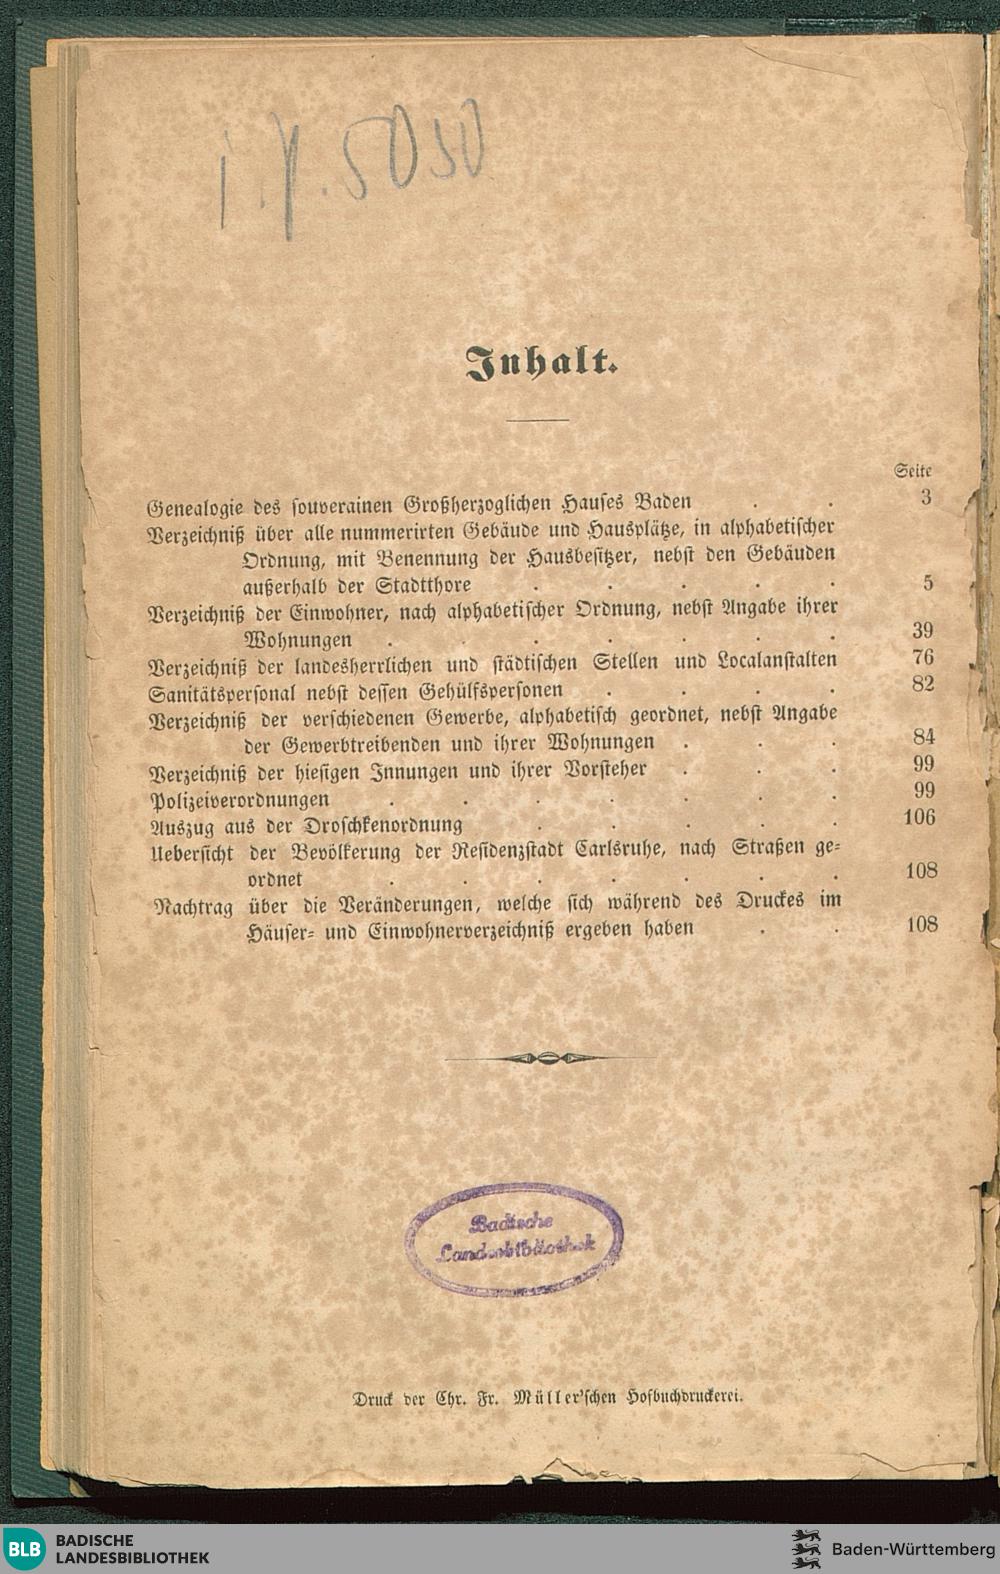 Inhalt.
Seite
Genealogie des souverainen Großherzoglichen Hauses Baden . . 3
Verzeichniß über alle nummerirten Gebäude und Hausplätze, in alphabetischer
Ordnung, mit Benennung der Hausbesitzer, nebst den Gebäuden
außerhalb der Stadtthore . . . . . 5
Verzeichniß der Einwohner, nach alphabetischer Ordnung, nebst Angabe ihrer
Wohnungen . . . . . . . 39
Verzeichniß der landesherrlichen und städtischen Stellen und Localanstalten 76
Sanitätspersonal nebst dessen Gehülfspersonen . . . . 82
Verzeichniß der verschiedenen Gewerbe, alphabetisch geordnet, nebst Angabe
der Gewerbtreibenden und ihrer Wohnungen . . . 84
Verzeichniß der hiesigen Innungen und ihrer Vorsteher . . . 99
Polizeiverordnungen . . . . . . . 99
Auszug aus der Droschkenordnung . . . . . 106
Uebersicht der Bevölkerung der Residenzstadt Carlsruhe, nach Straßen ge-
ordnet . . . . . . . 108
Nachtrag über die Veränderungen, welche sich während des Druckes im
Häuser- und Einwohnerverzeichniß ergeben haben . . 108
Badische
Landesbibliothek
Druck der Chr. Fr. Müller'schen Hofbuchdruckerei.
BLB BADISCHE
LANDESBIBLIOTHEK
Baden-Württemberg